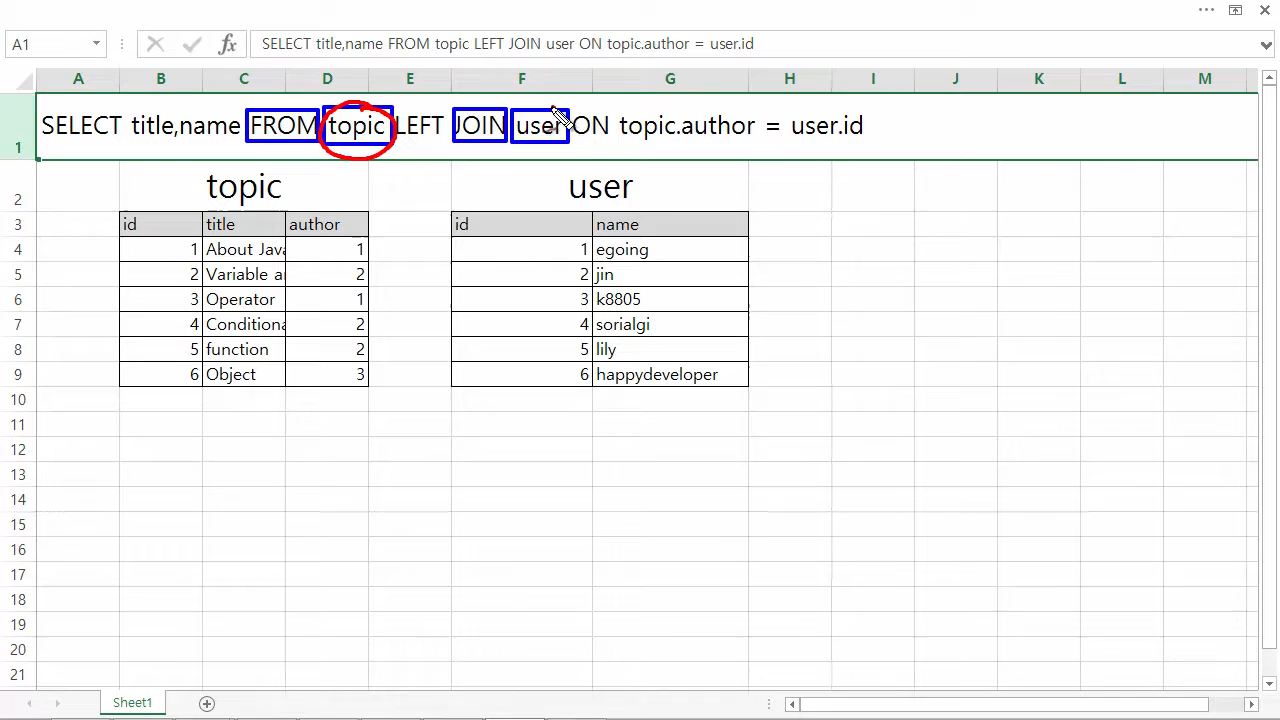 A1
fx
SELECT title,name FROM topic LEFT JOIN user ON topic.author = user.id
A B C D E F G H I J K L M
1 SELECT title,name FROM topic LEFT JOIN user ON topic.author = user.id
2 topic user
3 id title author id name
4 1 About Java 1 1 egoing
5 2 Variable a 2 2 jin
6 3 Operator 1 3 k8805
7 4 Conditiona 2 4 sorialgi
8 5 function 2 5 lily
9 6 Object 3 6 happydeveloper
10
11
12
13
14
15
16
17
18
19
20
21
Sheet1